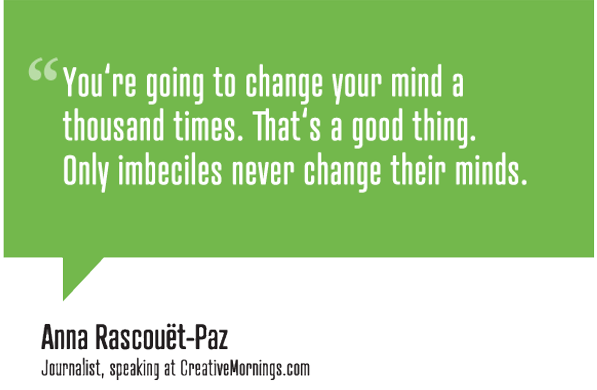 “You‘re going to change your mind a
thousand times. That‘s a good thing.
Only imbeciles never change their minds.
Anna Rascouët-Paz
Journalist, speaking at CreativeMornings.com